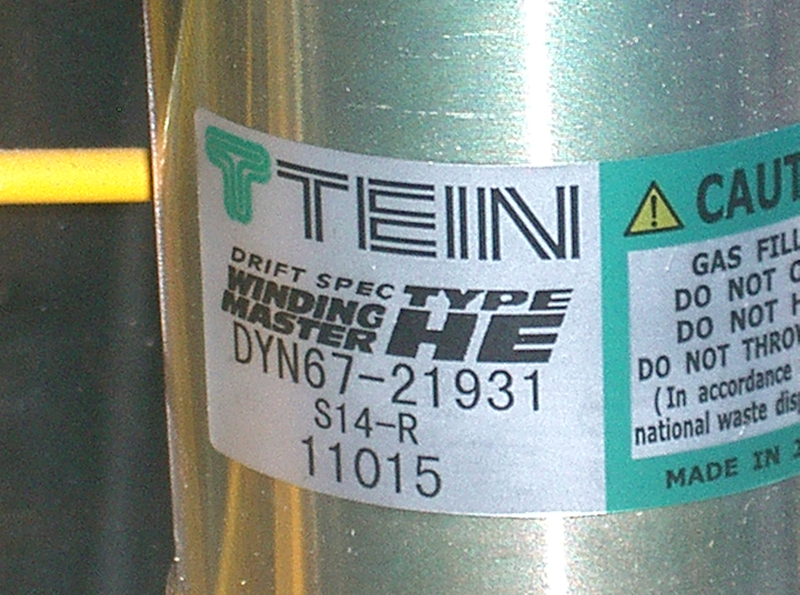 TEIN
DRIFT SPEC
WINDING MASTER
TYPE HE
DYN67-21931
S14-R
11015
CAUT
GAS FILL
DO NOT
DO NOT
DO NOT THROW
(In accordance
national waste
MADE IN